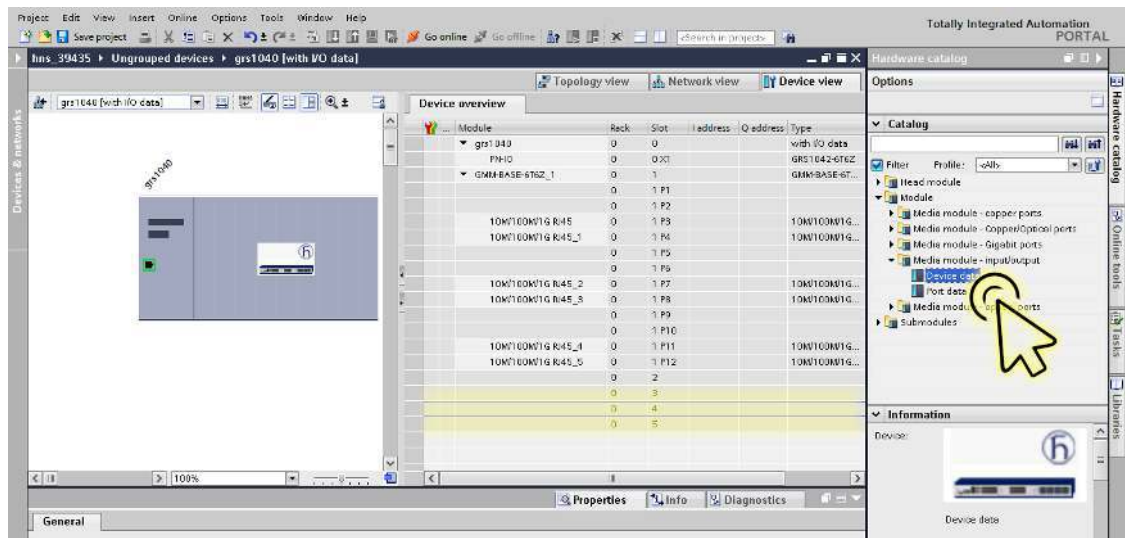 Project Edit View Insert Online Options Tools Window Help
Totally Integrated Automation
PORTAL
Save project
Go online
Go offline
<Search in project>
hns_39435 ▸ Ungrouped devices ▸ grs1040 [with I/O data]
Hardware catalog
Topology view
Network view
Device view
Options
grs1040 [with I/O data]
Device overview
Catalog
... Module Rack Slot I address Q address Type
grs1040 0 0 with I/O data
PN-IO 0 0 X1 GRS1042-6T6Z
GMM-BASE-6T6Z_1 0 1 GMM-BASE-6T...
0 1 P1
0 1 P2
10M/100M/1G RJ45 0 1 P3 10M/100M/1G...
10M/100M/1G RJ45_1 0 1 P4 10M/100M/1G...
0 1 P5
0 1 P6
10M/100M/1G RJ45_2 0 1 P7 10M/100M/1G...
10M/100M/1G RJ45_3 0 1 P8 10M/100M/1G...
0 1 P9
0 1 P10
10M/100M/1G RJ45_4 0 1 P11 10M/100M/1G...
10M/100M/1G RJ45_5 0 1 P12 10M/100M/1G...
0 2
0 3
0 4
0 5
grs1040
Filter Profile: <All>
Head module
Module
Media module - copper ports
Media module - Copper/Optical ports
Media module - Gigabit ports
Media module - input/output
Device data
Port data
Media modu ports
Submodules
Information
Device:
Device data
100%
Properties
Info
Diagnostics
General
Devices & networks
Hardware catalog
Online tools
Tasks
Libraries